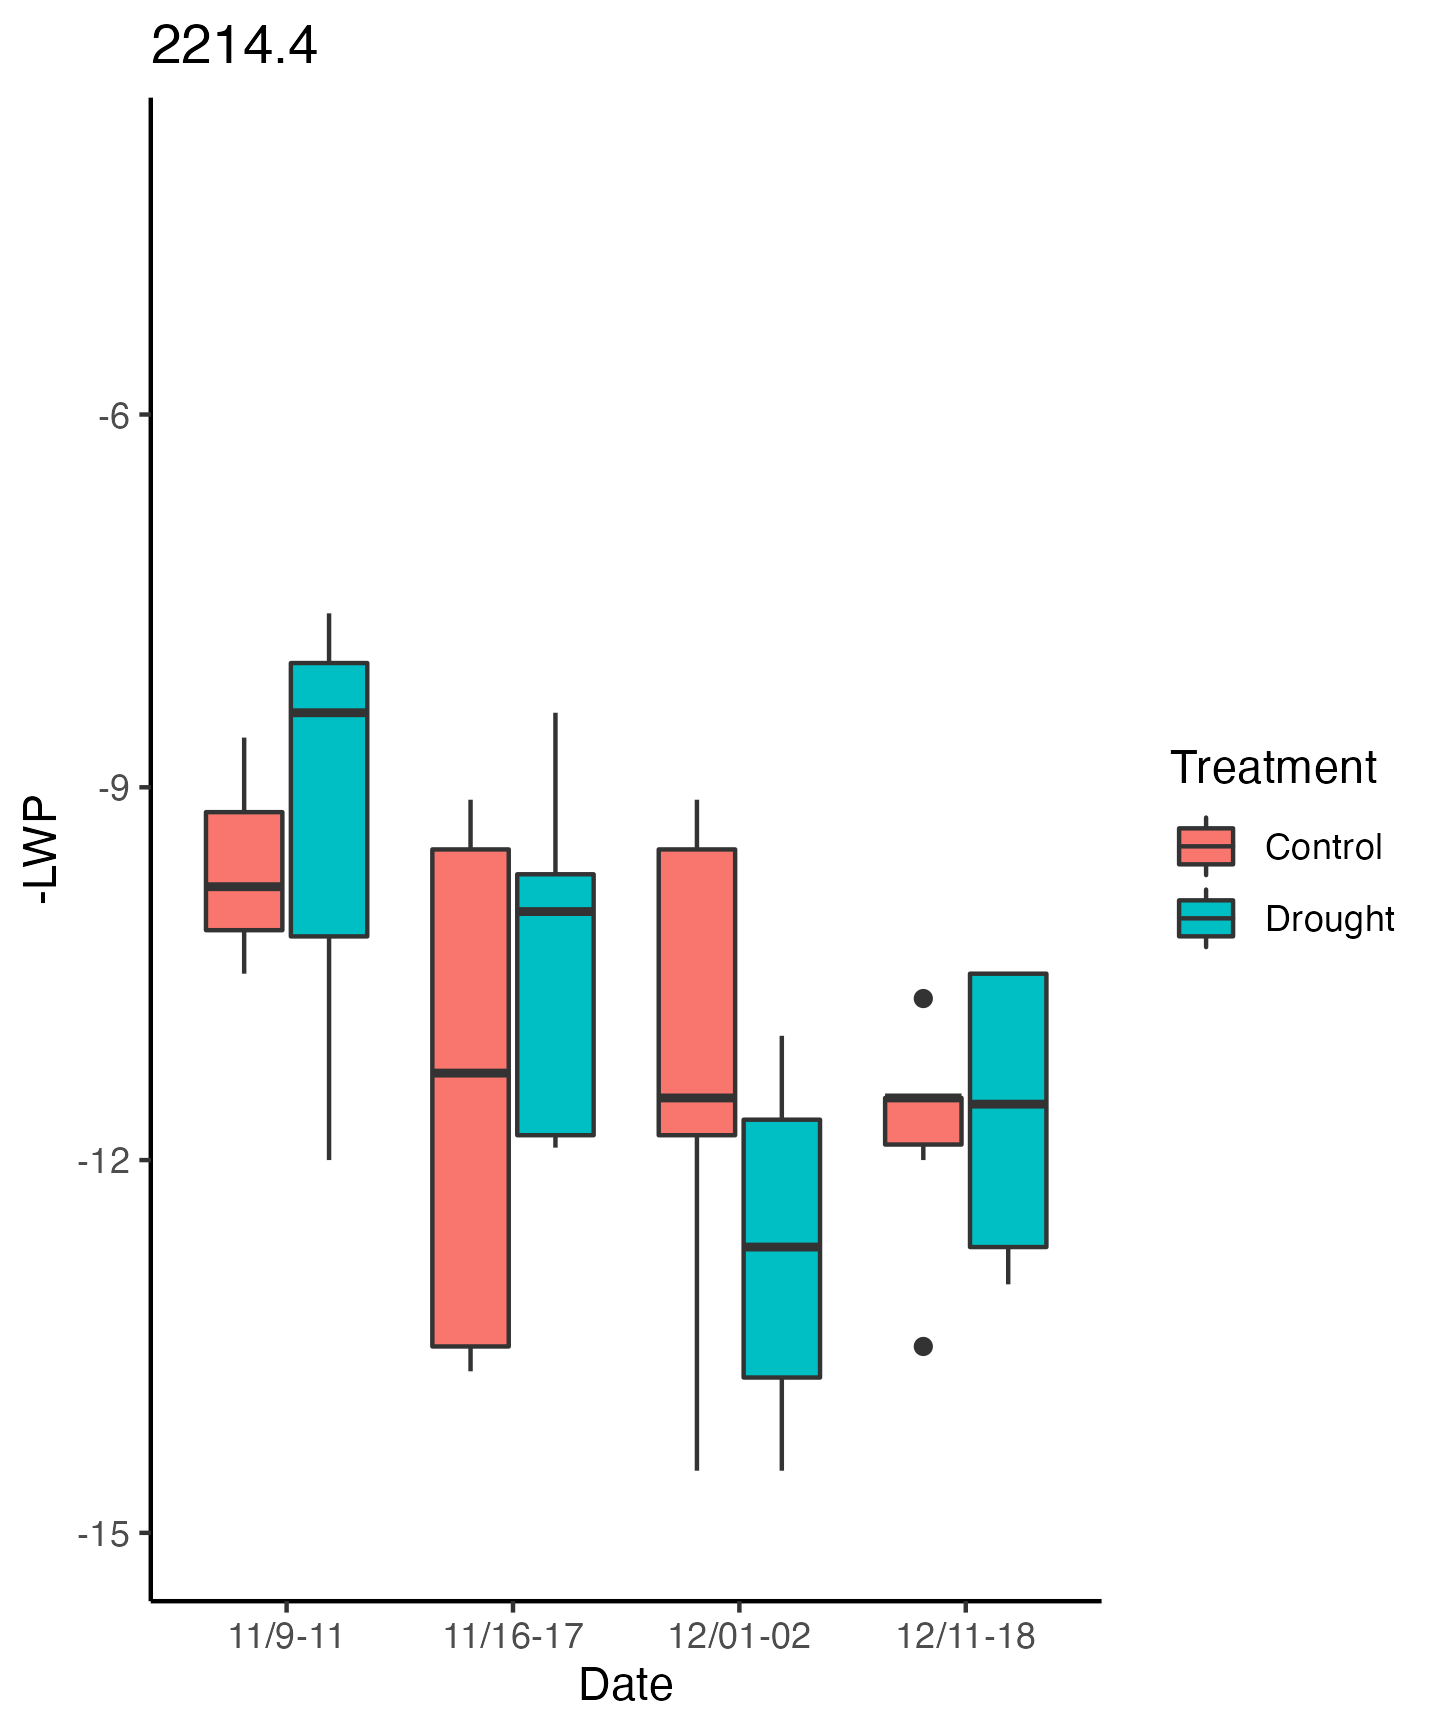 2214.4
-6
-9
-12
-15
-LWP
11/9-11
11/16-17
12/01-02
12/11-18
Date
Treatment
Control
Drought